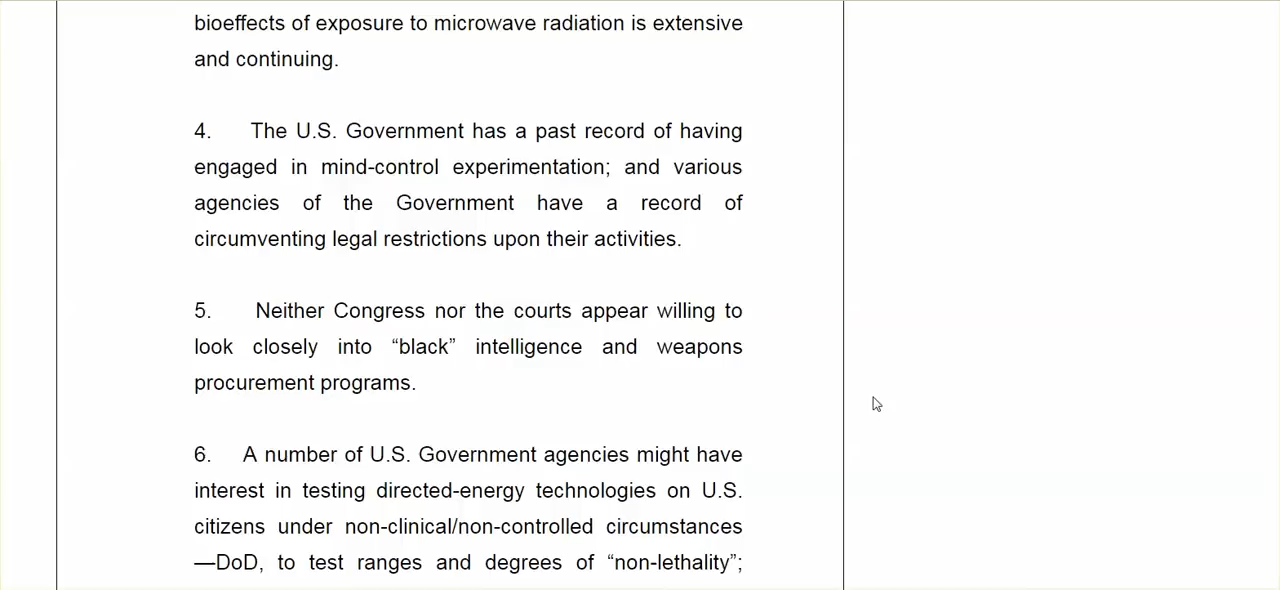 bioeffects of exposure to microwave radiation is extensive
and continuing.
4. The U.S. Government has a past record of having
engaged in mind-control experimentation; and various
agencies of the Government have a record of
circumventing legal restrictions upon their activities.
5. Neither Congress nor the courts appear willing to
look closely into “black” intelligence and weapons
procurement programs.
6. A number of U.S. Government agencies might have
interest in testing directed-energy technologies on U.S.
citizens under non-clinical/non-controlled circumstances
—DoD, to test ranges and degrees of “non-lethality”;